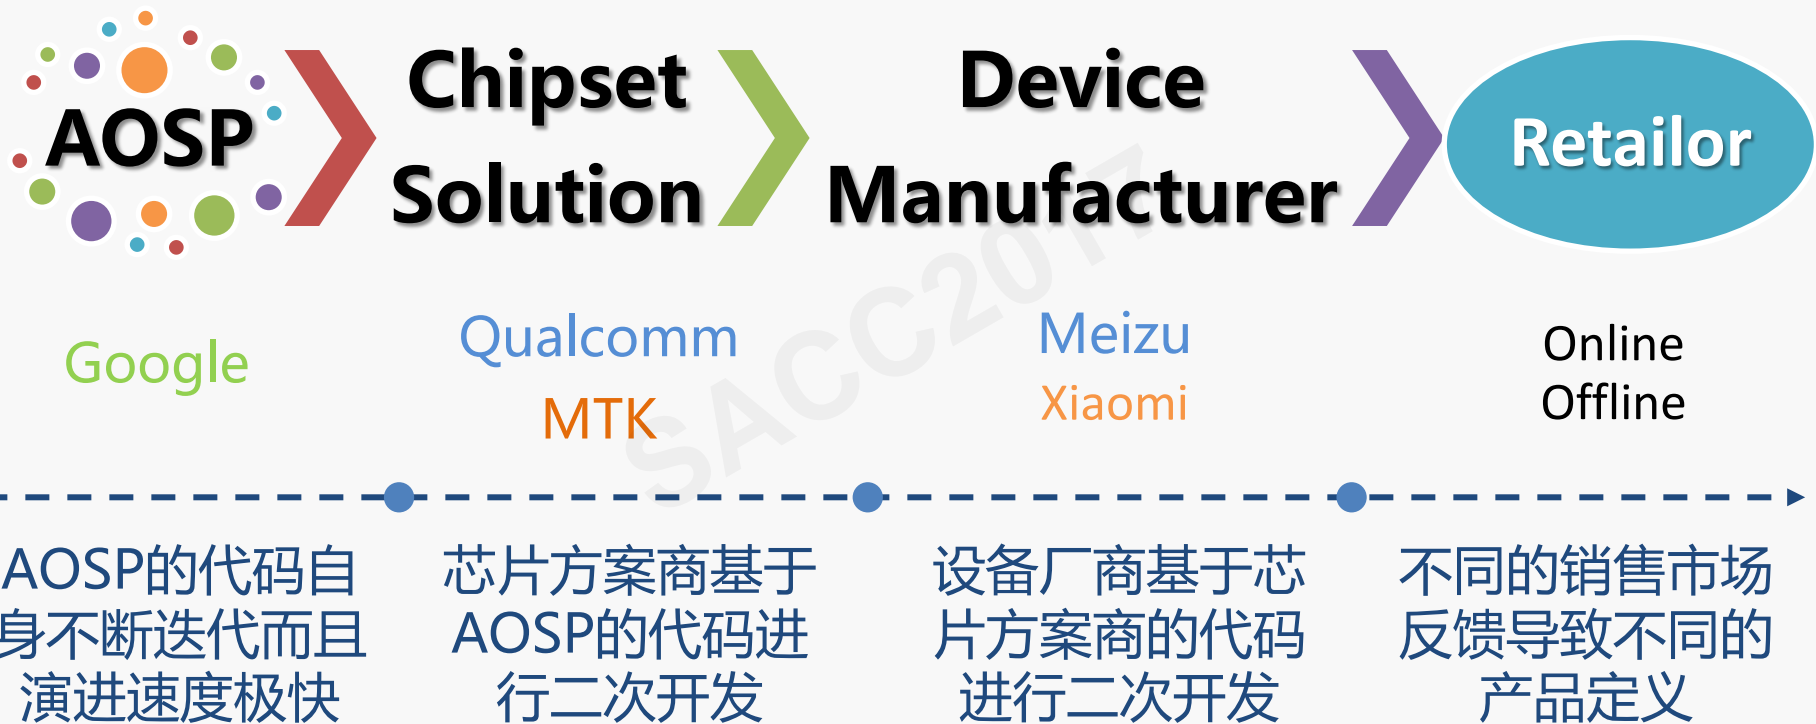 AOSP
Chipset
Solution
Device
Manufacturer
Retailor
Google
Qualcomm
MTK
Meizu
Xiaomi
Online
Offline
SACC2017
AOSP的代码自
身不断迭代而且
演进速度极快
芯片方案商基于
AOSP的代码进
行二次开发
设备厂商基于芯
片方案商的代码
进行二次开发
不同的销售市场
反馈导致不同的
产品定义